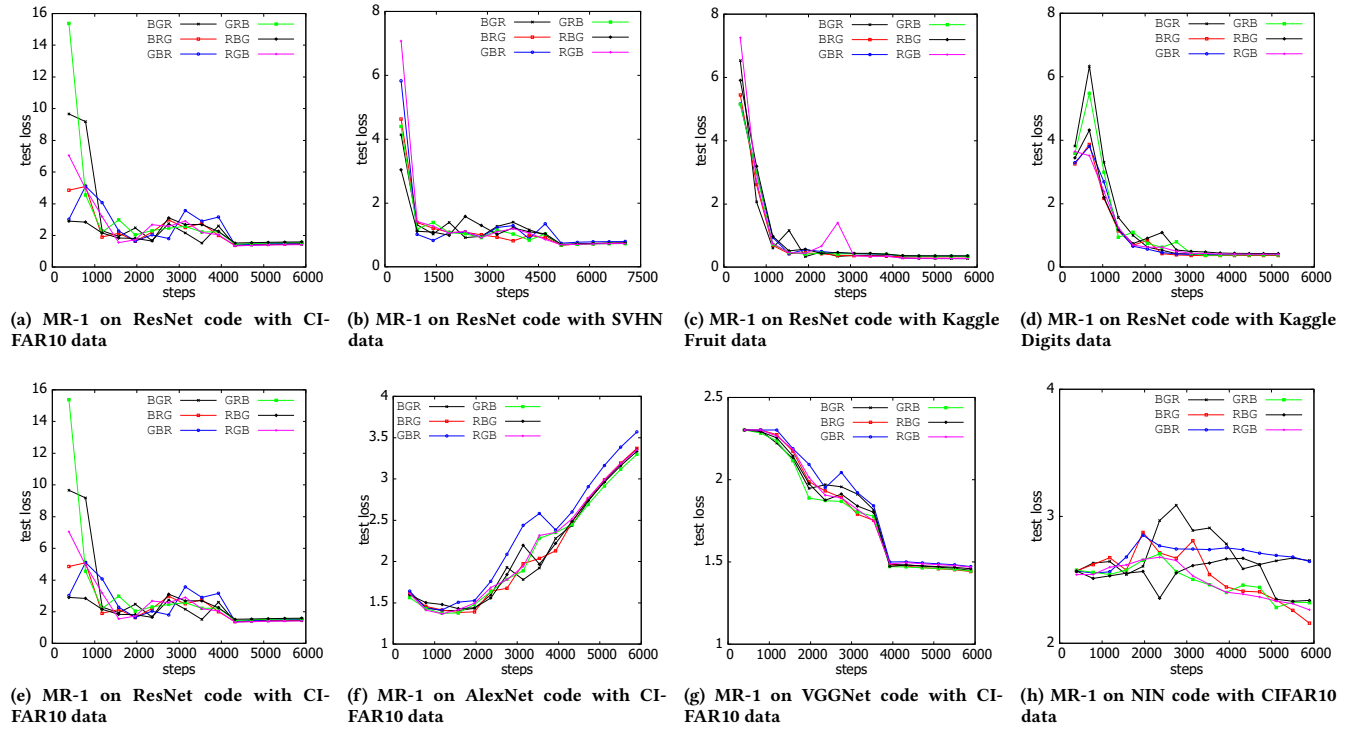 16
14
12
10
8
6
4
2
0
test loss
BGR GRB
BRG RBG
GBR RGB
0 1000 2000 3000 4000 5000 6000
steps
(a) MR-1 on ResNet code with CI-
FAR10 data
8
6
4
2
0
test loss
BGR GRB
BRG RBG
GBR RGB
0 1500 3000 4500 6000 7500
steps
(b) MR-1 on ResNet code with SVHN
data
8
6
4
2
0
test loss
BGR GRB
BRG RBG
GBR RGB
0 1000 2000 3000 4000 5000 6000
steps
(c) MR-1 on ResNet code with Kaggle
Fruit data
8
6
4
2
0
test loss
BGR GRB
BRG RBG
GBR RGB
0 1000 2000 3000 4000 5000 6000
steps
(d) MR-1 on ResNet code with Kaggle
Digits data
16
14
12
10
8
6
4
2
0
test loss
BGR GRB
BRG RBG
GBR RGB
0 1000 2000 3000 4000 5000 6000
steps
(e) MR-1 on ResNet code with CI-
FAR10 data
4
3.5
3
2.5
2
1.5
1
test loss
BGR GRB
BRG RBG
GBR RGB
0 1000 2000 3000 4000 5000 6000
steps
(f) MR-1 on AlexNet code with CI-
FAR10 data
2.5
2
1.5
1
test loss
BGR GRB
BRG RBG
GBR RGB
0 1000 2000 3000 4000 5000 6000
steps
(g) MR-1 on VGGNet code with CI-
FAR10 data
4
3
2
test loss
BGR GRB
BRG RBG
GBR RGB
0 1000 2000 3000 4000 5000 6000
steps
(h) MR-1 on NIN code with CIFAR10
data